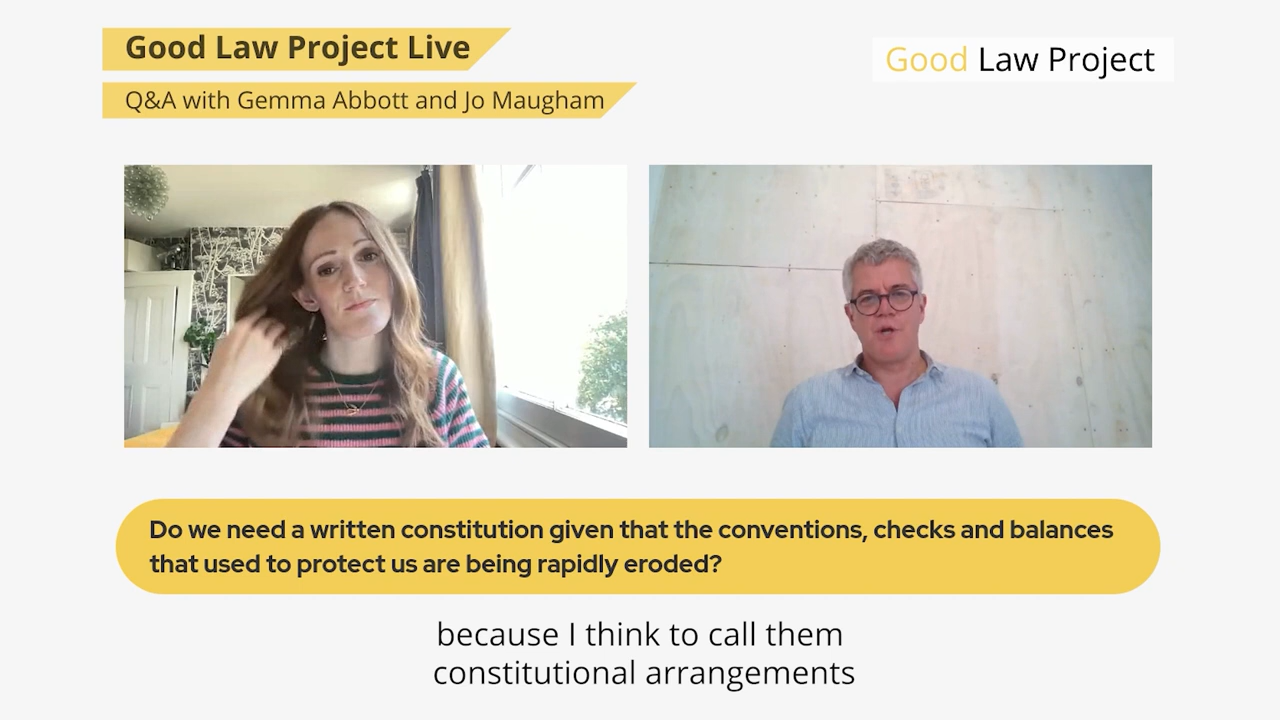 Good Law Project Live
Good Law Project
Q&A with Gemma Abbott and Jo Maugham
Do we need a written constitution given that the conventions, checks and balances
that used to protect us are being rapidly eroded?
because I think to call them
constitutional arrangements